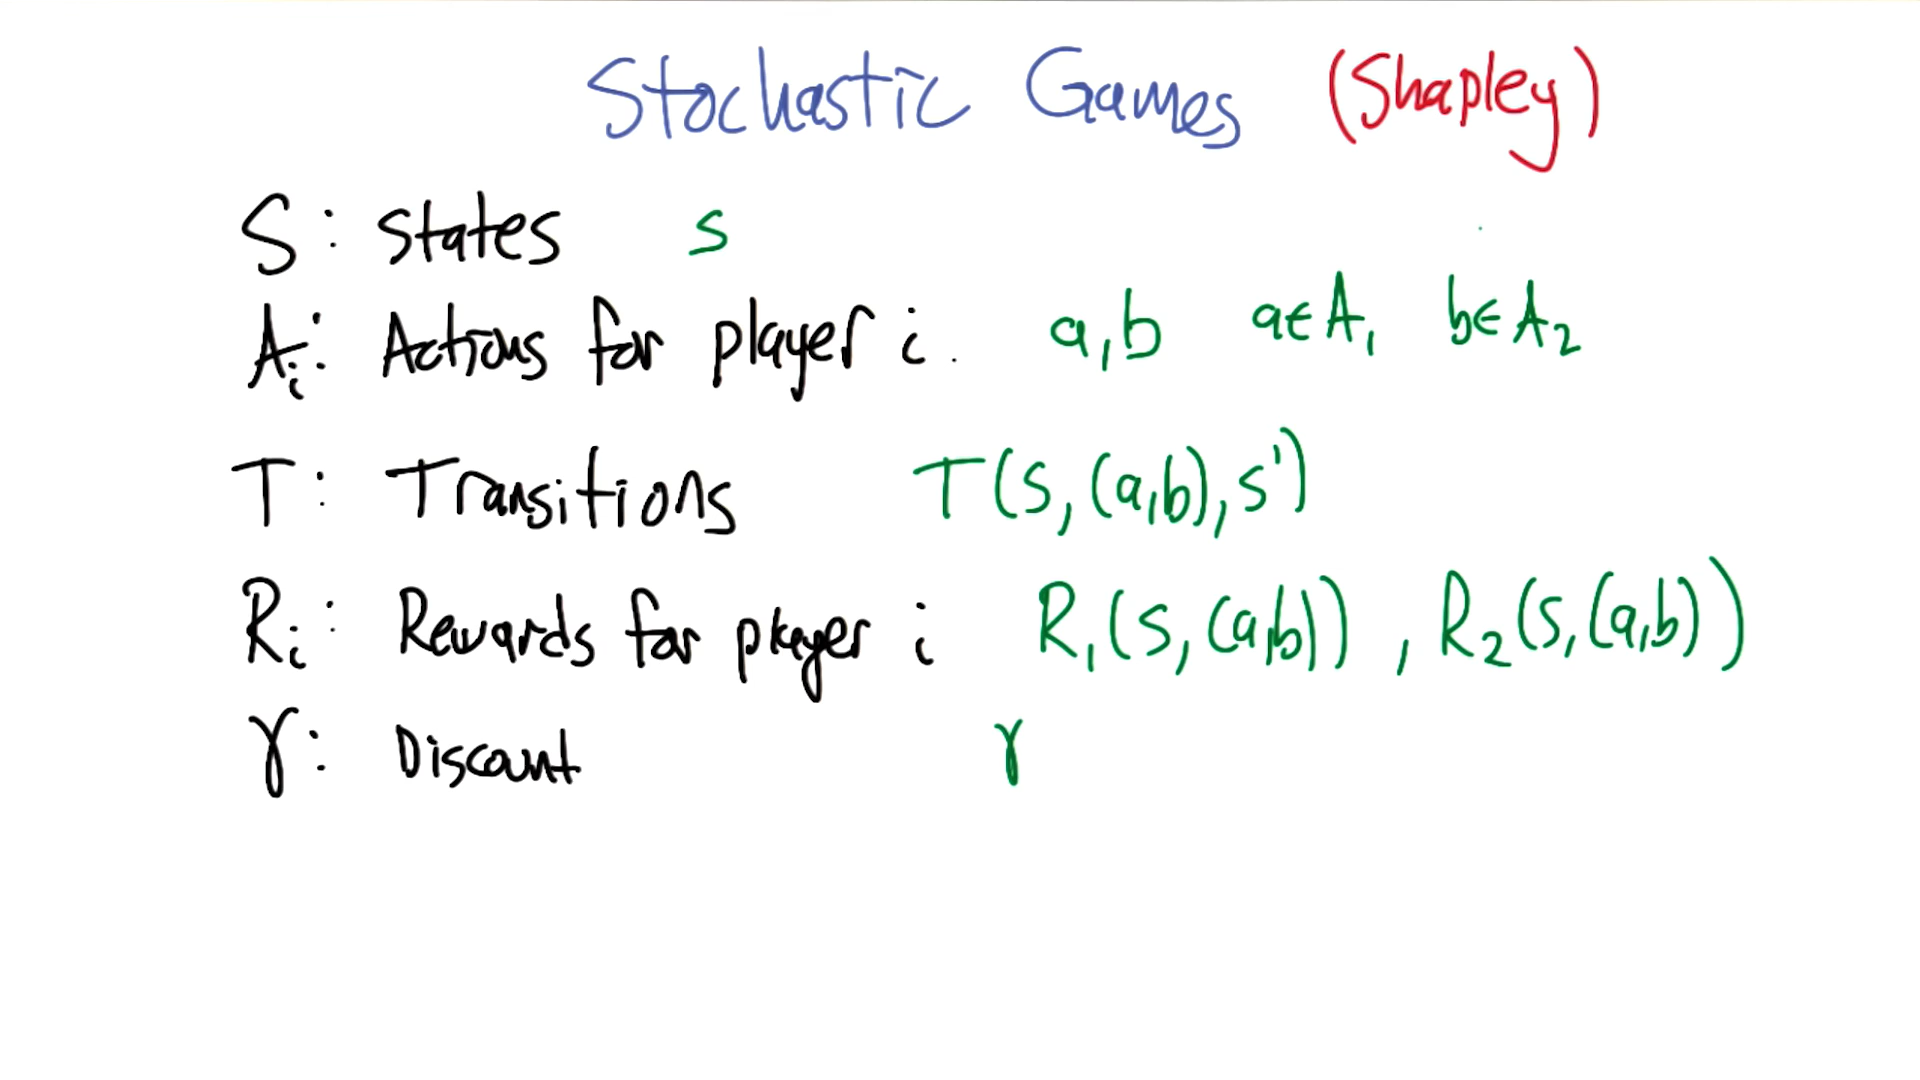 Stochastic Games (Shapley)
S: states s
Aᵢ: Actions for player i. a,b a∈A₁ b∈A₂
T: Transitions T(s,(a,b),s')
Rᵢ: Rewards for player i R₁(s,(a,b)), R₂(s,(a,b))
γ: Discount γ